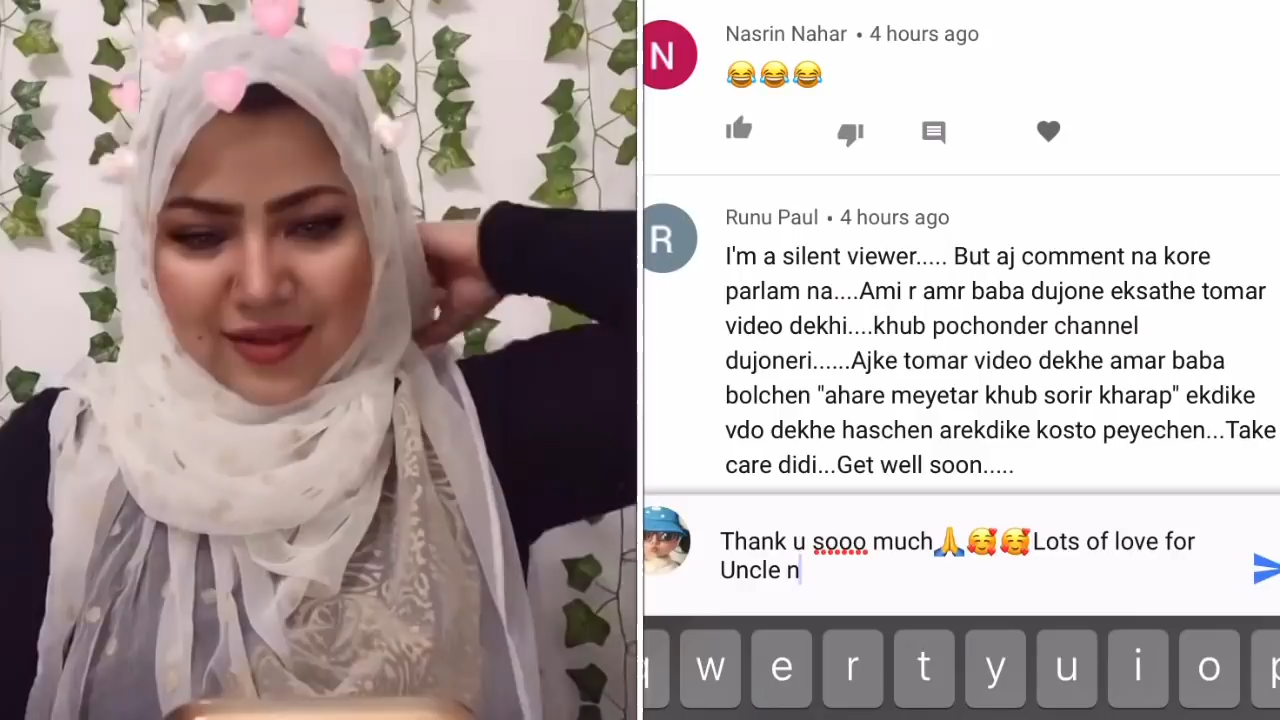 N
Nasrin Nahar • 4 hours ago
😂😂😂
R
Runu Paul • 4 hours ago
I'm a silent viewer..... But aj comment na kore
parlam na....Ami r amr baba dujone eksathe tomar
video dekhi....khub pochonder channel
dujoneri......Ajke tomar video dekhe amar baba
bolchen "ahare meyetar khub sorir kharap" ekdike
vdo dekhe haschen arekdike kosto peyechen...Take
care didi...Get well soon.....
Thank u sooo much🙏🥰🥰Lots of love for
Uncle n
q w e r t y u i o p